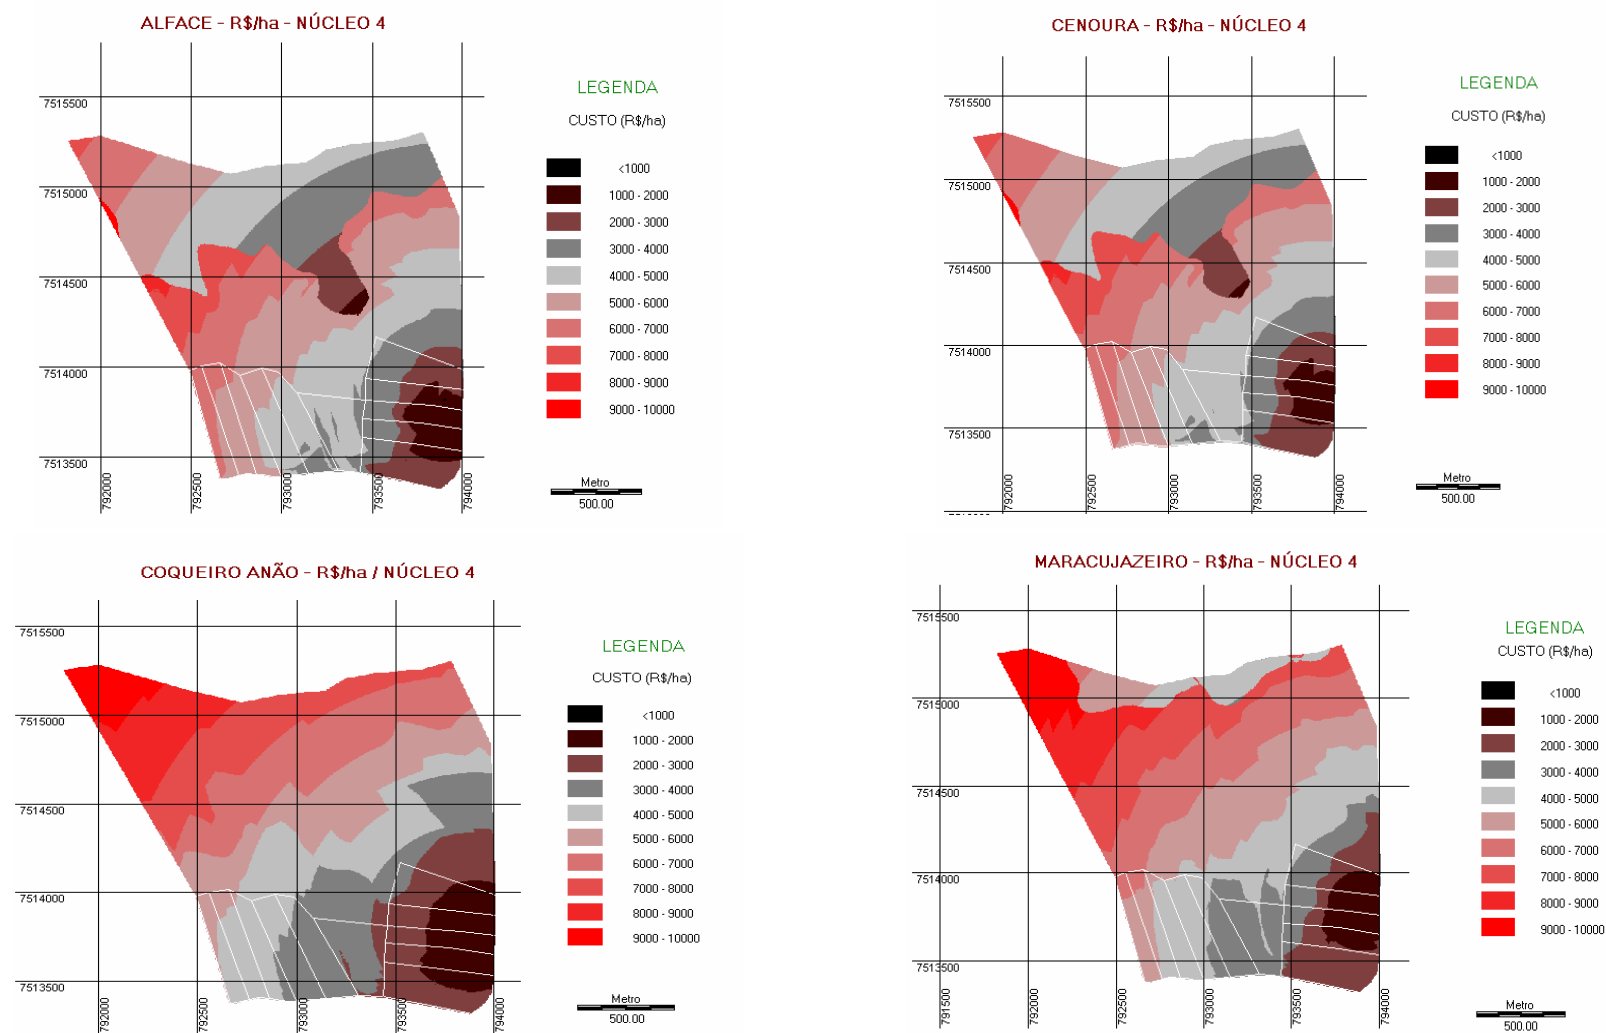 ALFACE - R$/ha - NÚCLEO 4
LEGENDA
CUSTO (R$/ha)
<1000
1000 - 2000
2000 - 3000
3000 - 4000
4000 - 5000
5000 - 6000
6000 - 7000
7000 - 8000
8000 - 9000
9000 - 10000
7515500
7515000
7514500
7514000
7513500
792000
792500
793000
793500
794000
Metro
500.00
CENOURA - R$/ha - NÚCLEO 4
LEGENDA
CUSTO (R$/ha)
<1000
1000 - 2000
2000 - 3000
3000 - 4000
4000 - 5000
5000 - 6000
6000 - 7000
7000 - 8000
8000 - 9000
9000 - 10000
7515500
7515000
7514500
7514000
7513500
792000
792500
793000
793500
794000
Metro
500.00
COQUEIRO ANÃO - R$/ha / NÚCLEO 4
LEGENDA
CUSTO (R$/ha)
<1000
1000 - 2000
2000 - 3000
3000 - 4000
4000 - 5000
5000 - 6000
6000 - 7000
7000 - 8000
8000 - 9000
9000 - 10000
7515500
7515000
7514500
7514000
7513500
792000
792500
793000
793500
794000
Metro
500.00
MARACUJAZEIRO - R$/ha - NÚCLEO 4
LEGENDA
CUSTO (R$/ha)
<1000
1000 - 2000
2000 - 3000
3000 - 4000
4000 - 5000
5000 - 6000
6000 - 7000
7000 - 8000
8000 - 9000
9000 - 10000
7515500
7515000
7514500
7514000
7513500
791500
792000
792500
793000
793500
794000
Metro
500.00